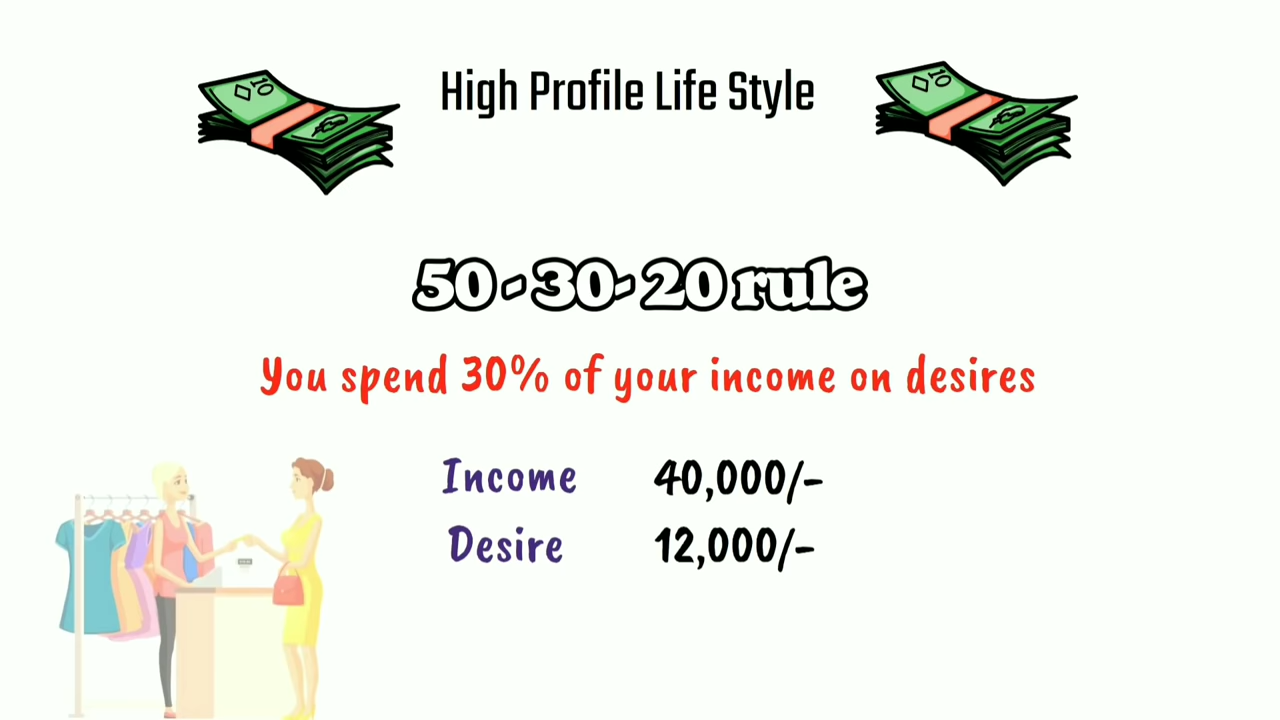 High Profile Life Style
50-30-20 rule
You spend 30% of your income on desires
Income 40,000/-
Desire 12,000/-